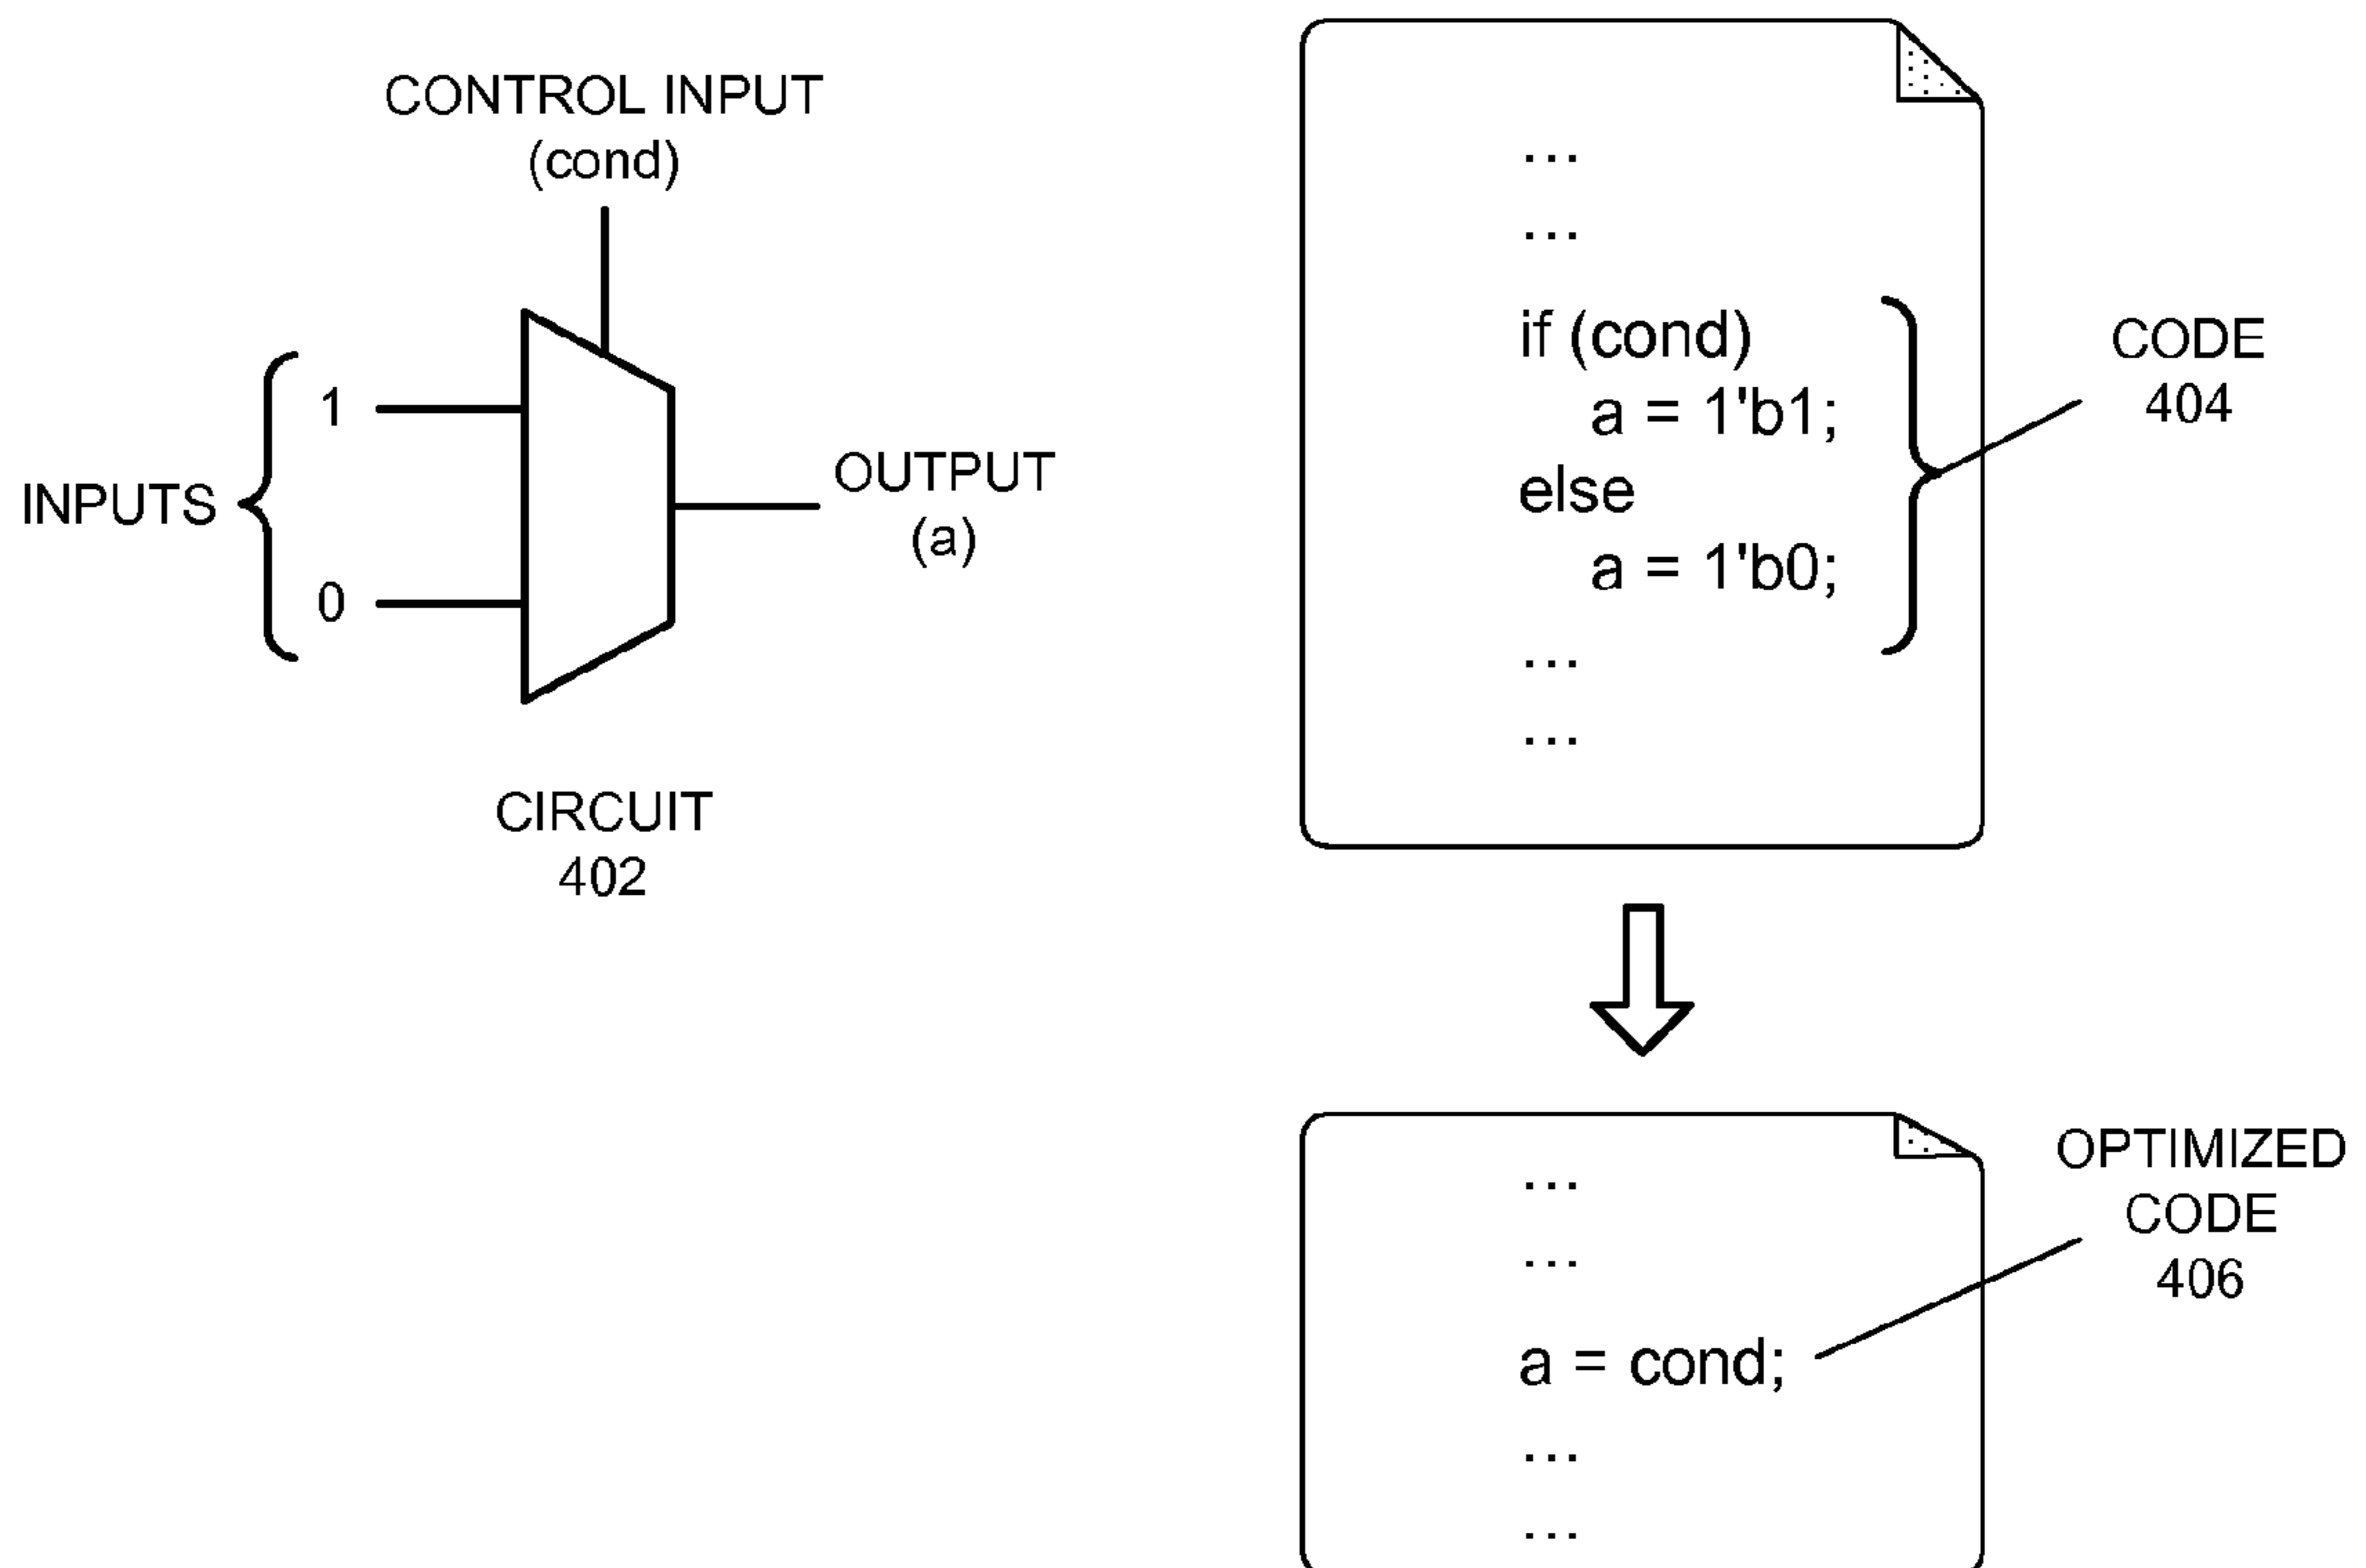 CONTROL INPUT
(cond)
INPUTS
1
0
OUTPUT
(a)
CIRCUIT
402
...
...
if (cond)
a = 1'b1;
else
a = 1'b0;
...
...
CODE
404
...
...
a = cond;
...
...
OPTIMIZED
CODE
406